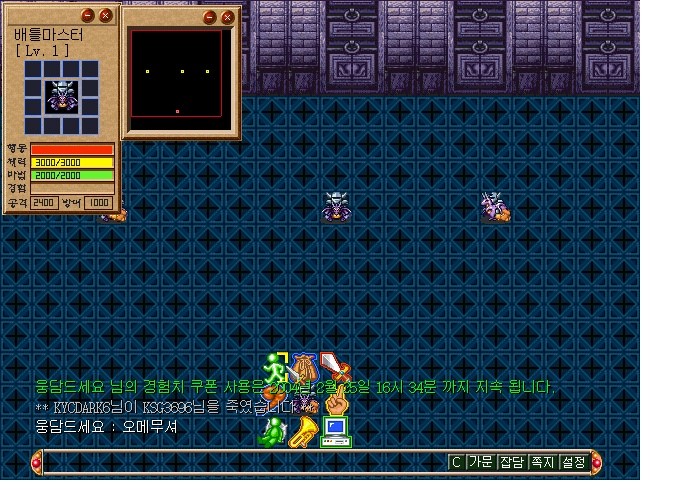 배틀마스터
[ Lv. 1 ]
행동
체력 3000/3000
마법 2000/2000
경험
공격 2400 방어 1000
웅담드세요 님의 경험치 쿠폰 사용은 2004년 2월 25일 16시 34분 까지 지속 됩니다.
** KYCDARK6님이 KSG3696님을 죽였습니다. **
웅담드세요 : 오메무셔
C 가문 잡담 쪽지 설정